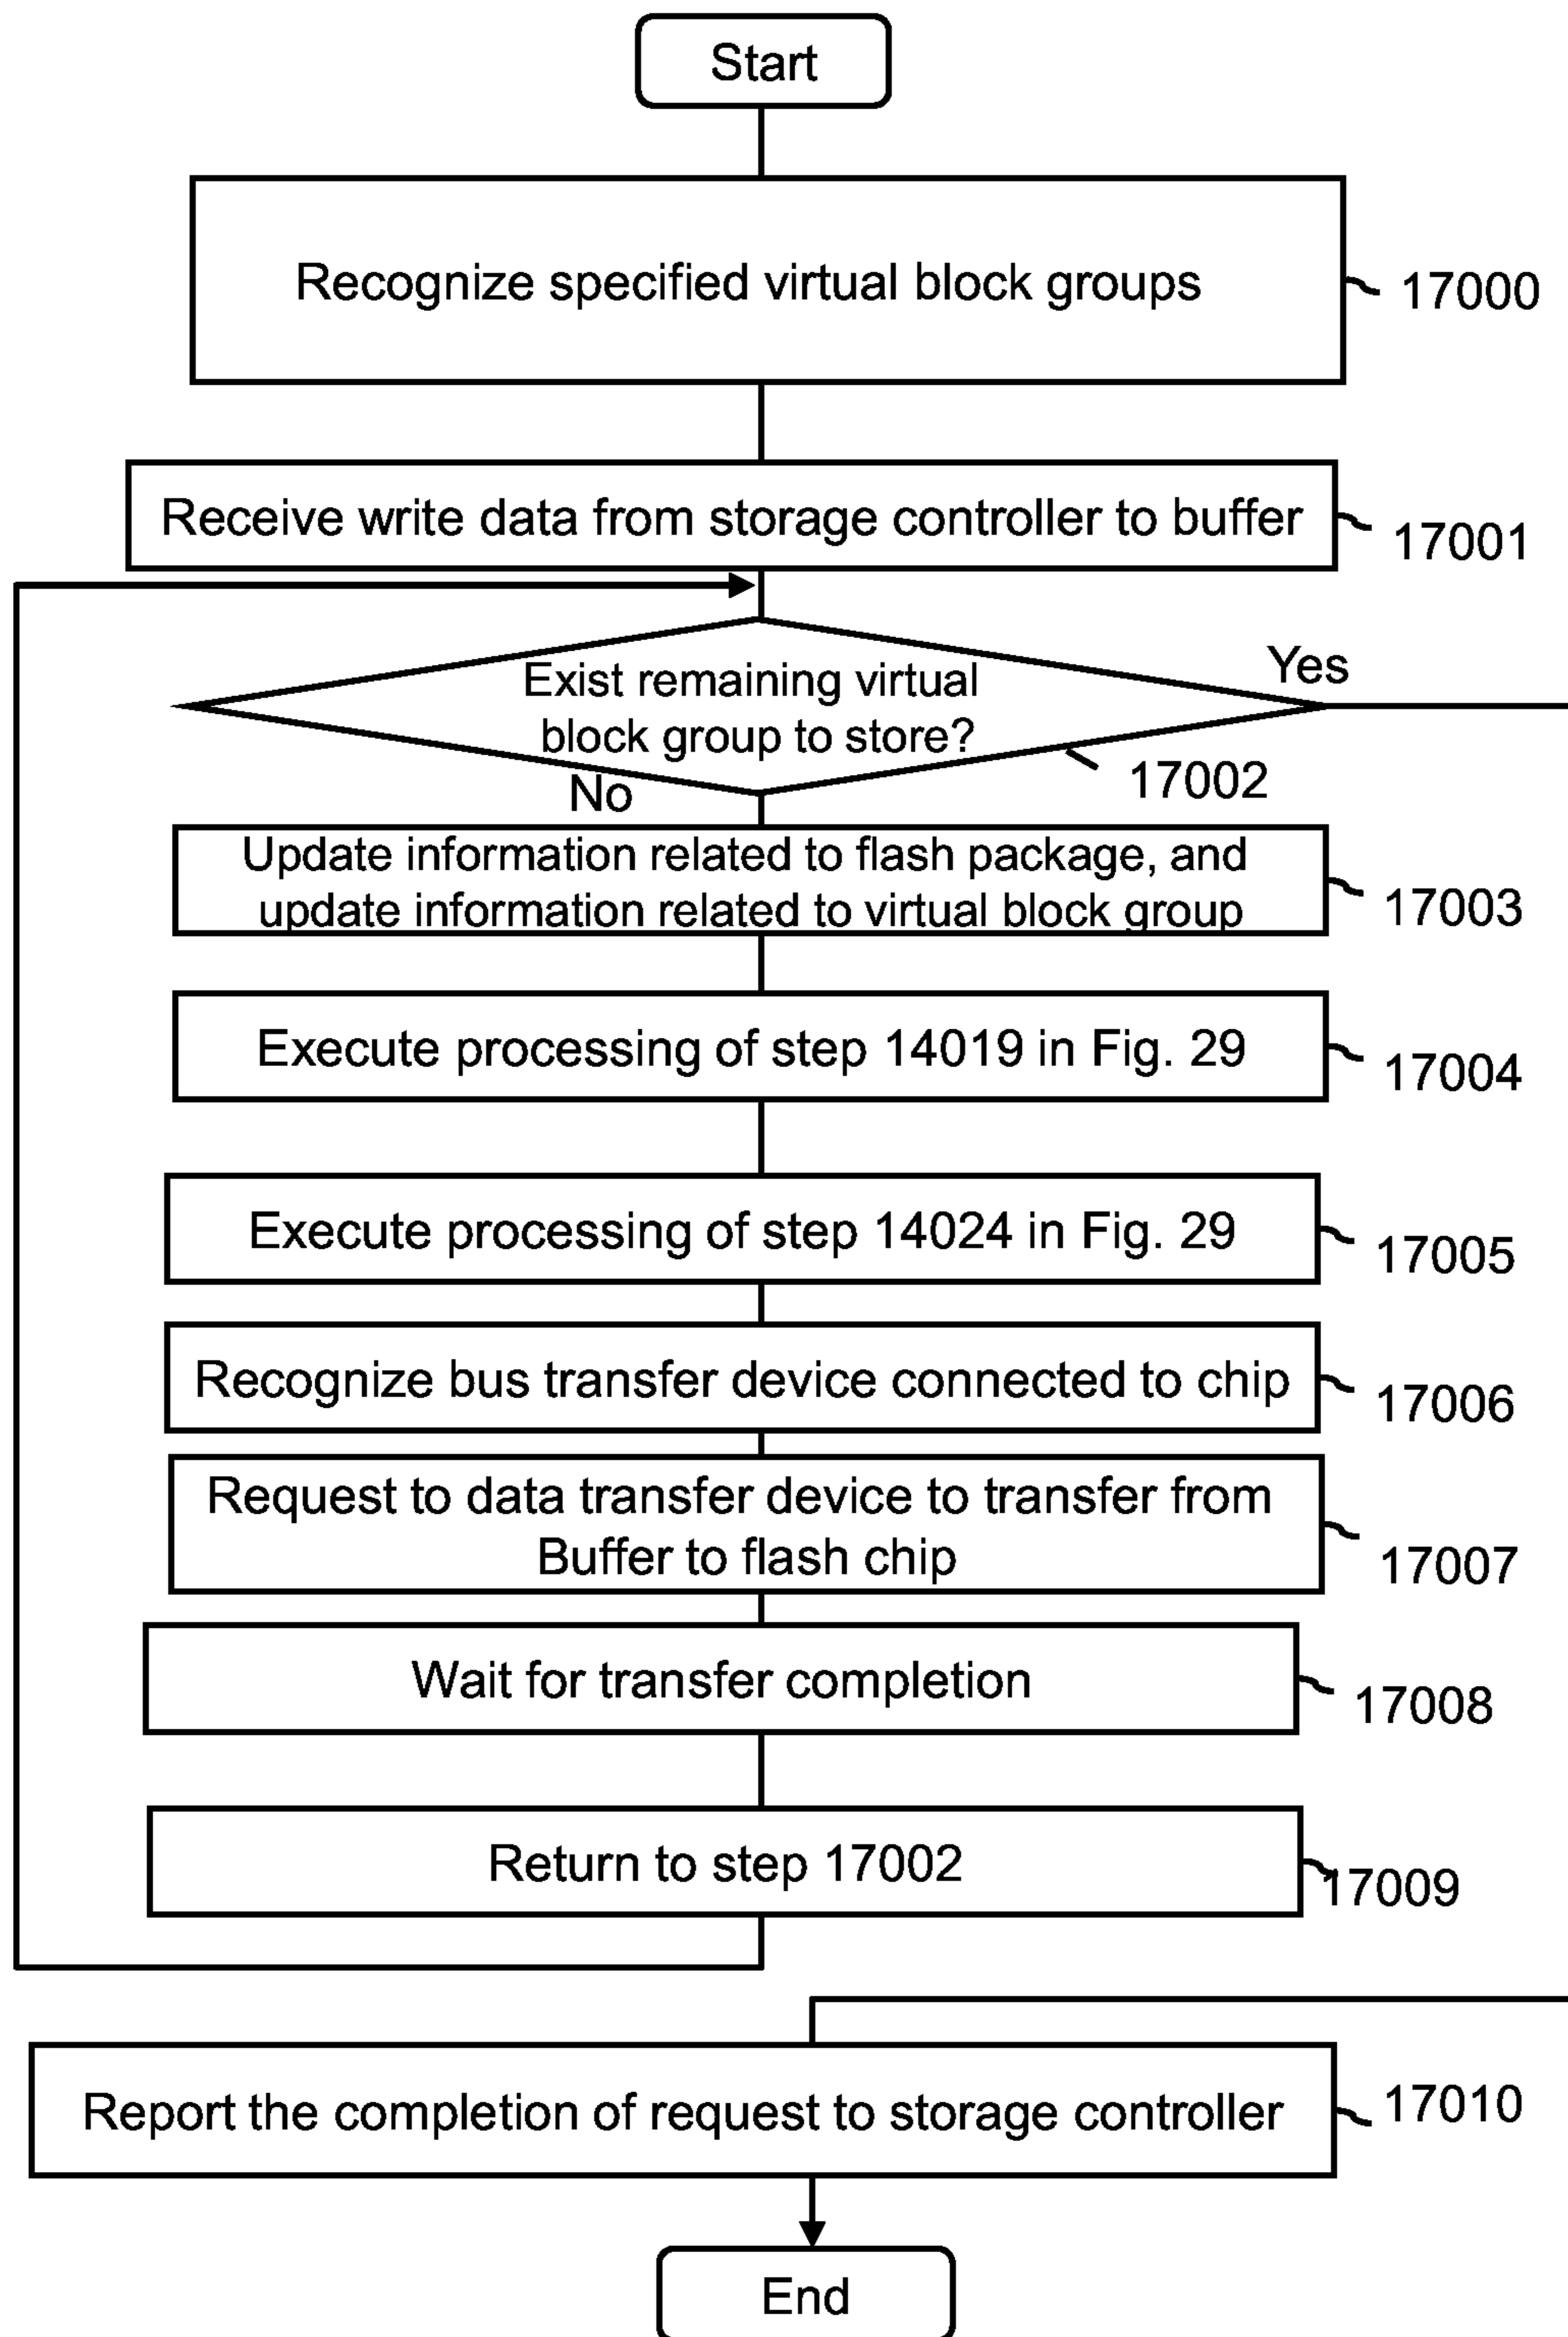 Start
Recognize specified virtual block groups
17000
Receive write data from storage controller to buffer
17001
Exist remaining virtual
block group to store?
Yes
17002
No
Update information related to flash package, and
update information related to virtual block group
17003
Execute processing of step 14019 in Fig. 29
17004
Execute processing of step 14024 in Fig. 29
17005
Recognize bus transfer device connected to chip
17006
Request to data transfer device to transfer from
Buffer to flash chip
17007
Wait for transfer completion
17008
Return to step 17002
17009
Report the completion of request to storage controller
17010
End